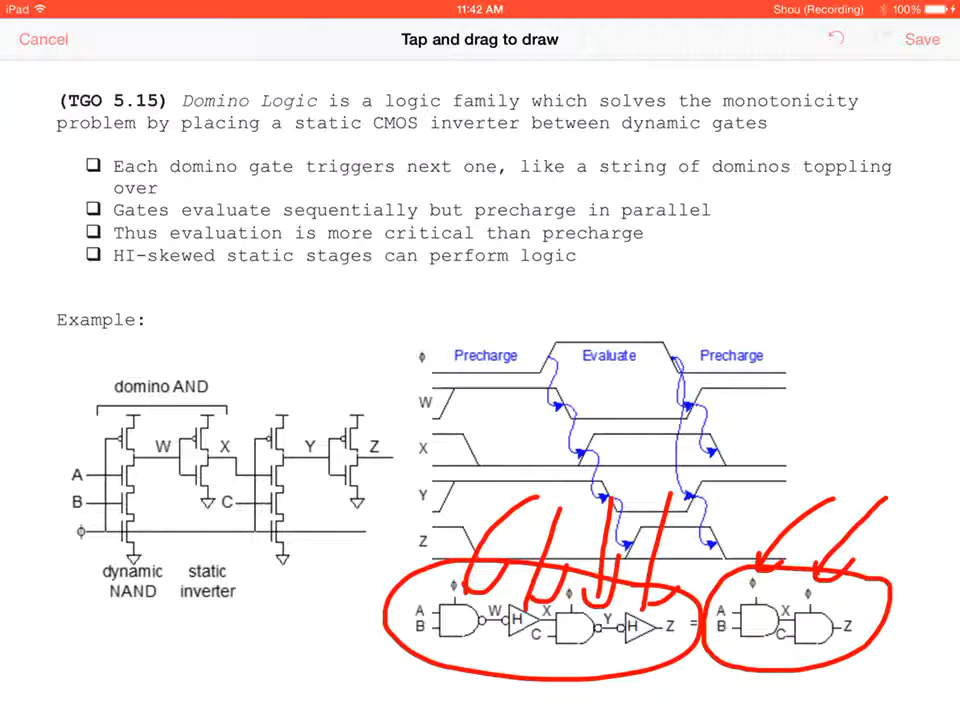 iPad 11:42 AM Shou (Recording) 100%
Cancel Tap and drag to draw Save
(TGO 5.15) Domino Logic is a logic family which solves the monotonicity
problem by placing a static CMOS inverter between dynamic gates
❑ Each domino gate triggers next one, like a string of dominos toppling
over
❑ Gates evaluate sequentially but precharge in parallel
❑ Thus evaluation is more critical than precharge
❑ HI-skewed static stages can perform logic
Example:
domino AND
W X Y Z
A
B C
ϕ
dynamic static
NAND inverter
ϕ Precharge Evaluate Precharge
W
X
Y
Z
ϕ ϕ
A W H X Y H Z
B C
=
ϕ ϕ
A X Z
B C